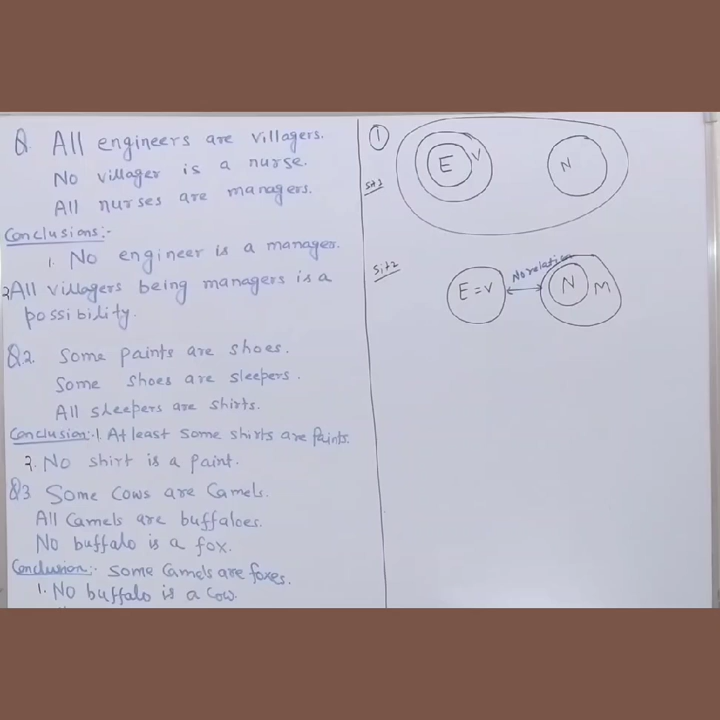 Q. All engineers are villagers.
No villager is a nurse.
All nurses are managers.
Conclusions:-
1. No engineer is a manager.
2. All villagers being managers is a
possibility.
Q.2. Some paints are shoes.
Some shoes are sleepers.
All sleepers are shirts.
Conclusion:- 1. At least some shirts are Paints.
2. No shirt is a paint.
Q3 Some Cows are Camels.
All Camels are buffaloes.
No buffalo is a fox.
Conclusion:- Some Camels are foxes.
1. No buffalo is a Cow.
1
E V N
Sit1
Sit2
No relation
E=V N M